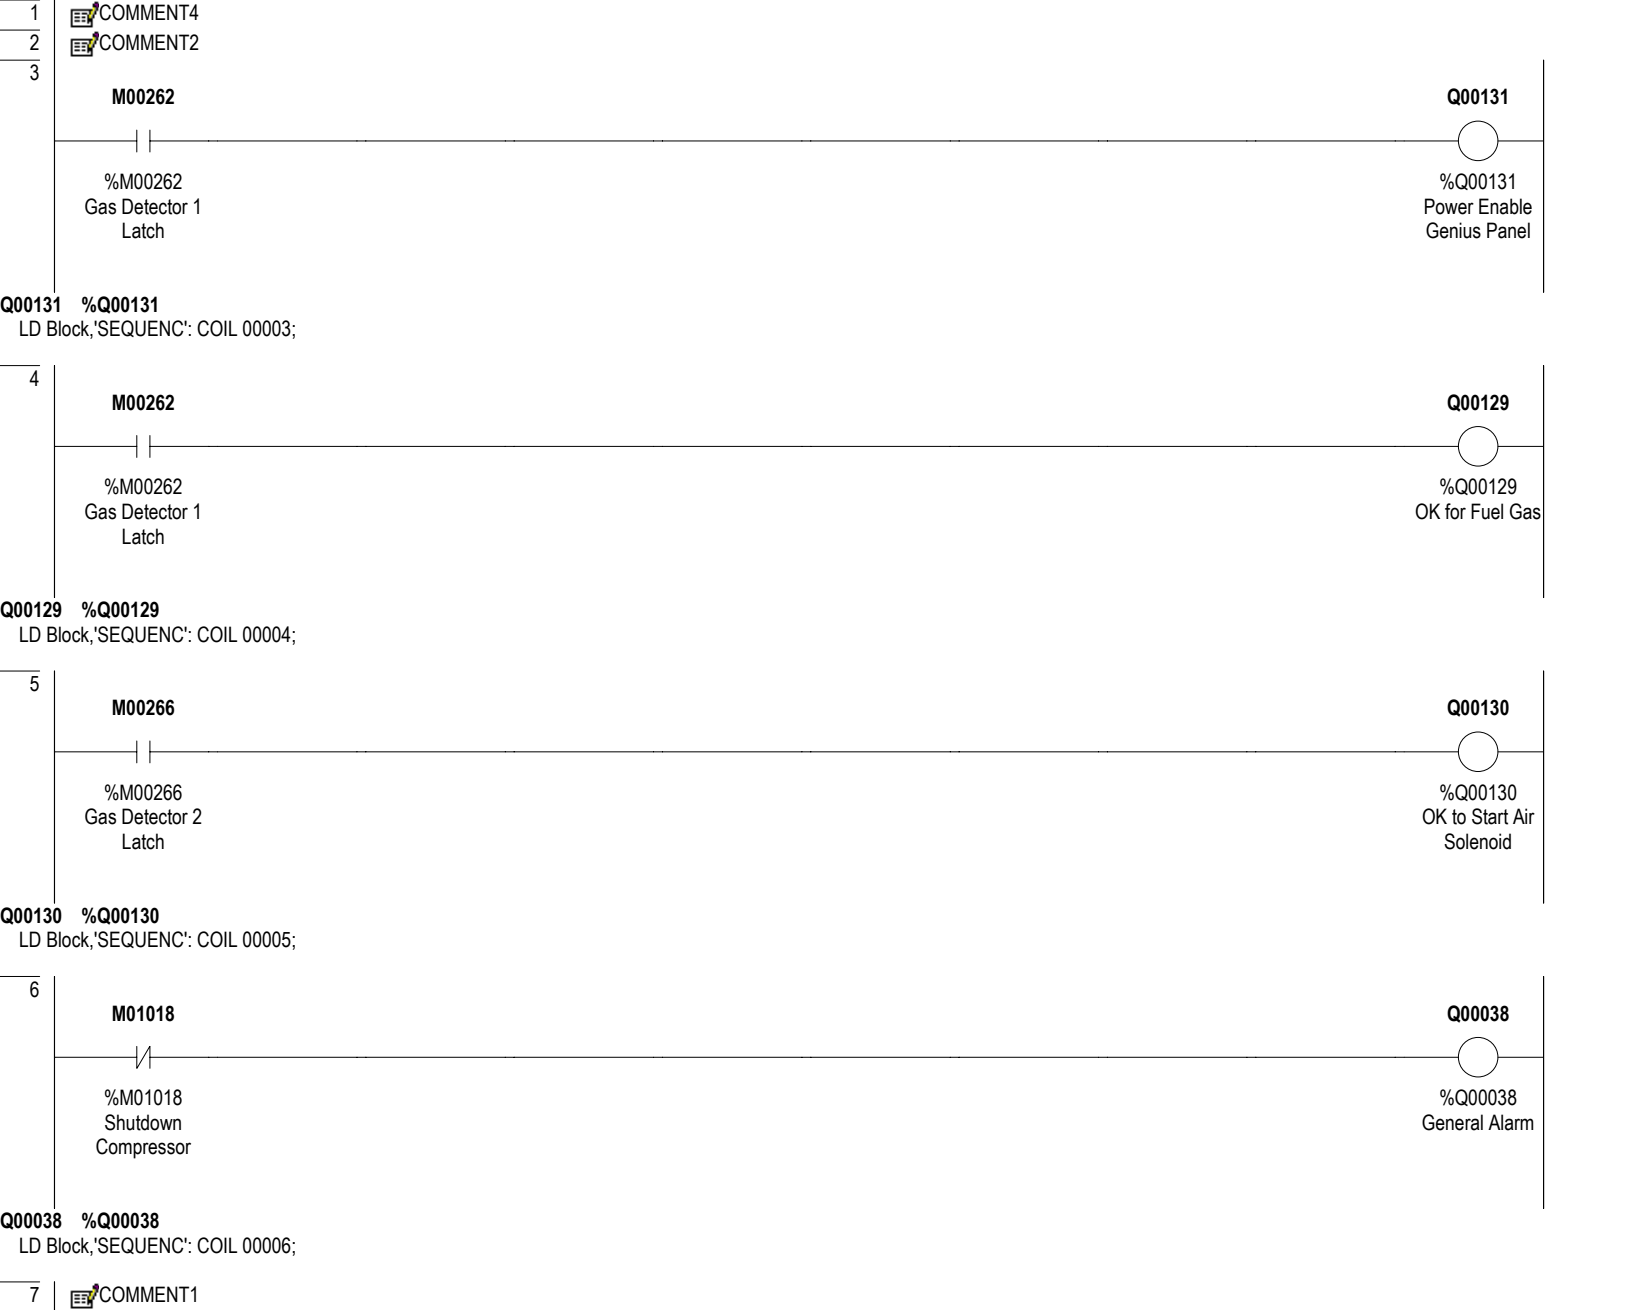 1 COMMENT4
2 COMMENT2
3
M00262 Q00131
%M00262 %Q00131
Gas Detector 1 Power Enable
Latch Genius Panel
Q00131 %Q00131
LD Block,'SEQUENC': COIL 00003;
4
M00262 Q00129
%M00262 %Q00129
Gas Detector 1 OK for Fuel Gas
Latch
Q00129 %Q00129
LD Block,'SEQUENC': COIL 00004;
5
M00266 Q00130
%M00266 %Q00130
Gas Detector 2 OK to Start Air
Latch Solenoid
Q00130 %Q00130
LD Block,'SEQUENC': COIL 00005;
6
M01018 Q00038
%M01018 %Q00038
Shutdown General Alarm
Compressor
Q00038 %Q00038
LD Block,'SEQUENC': COIL 00006;
7 COMMENT1